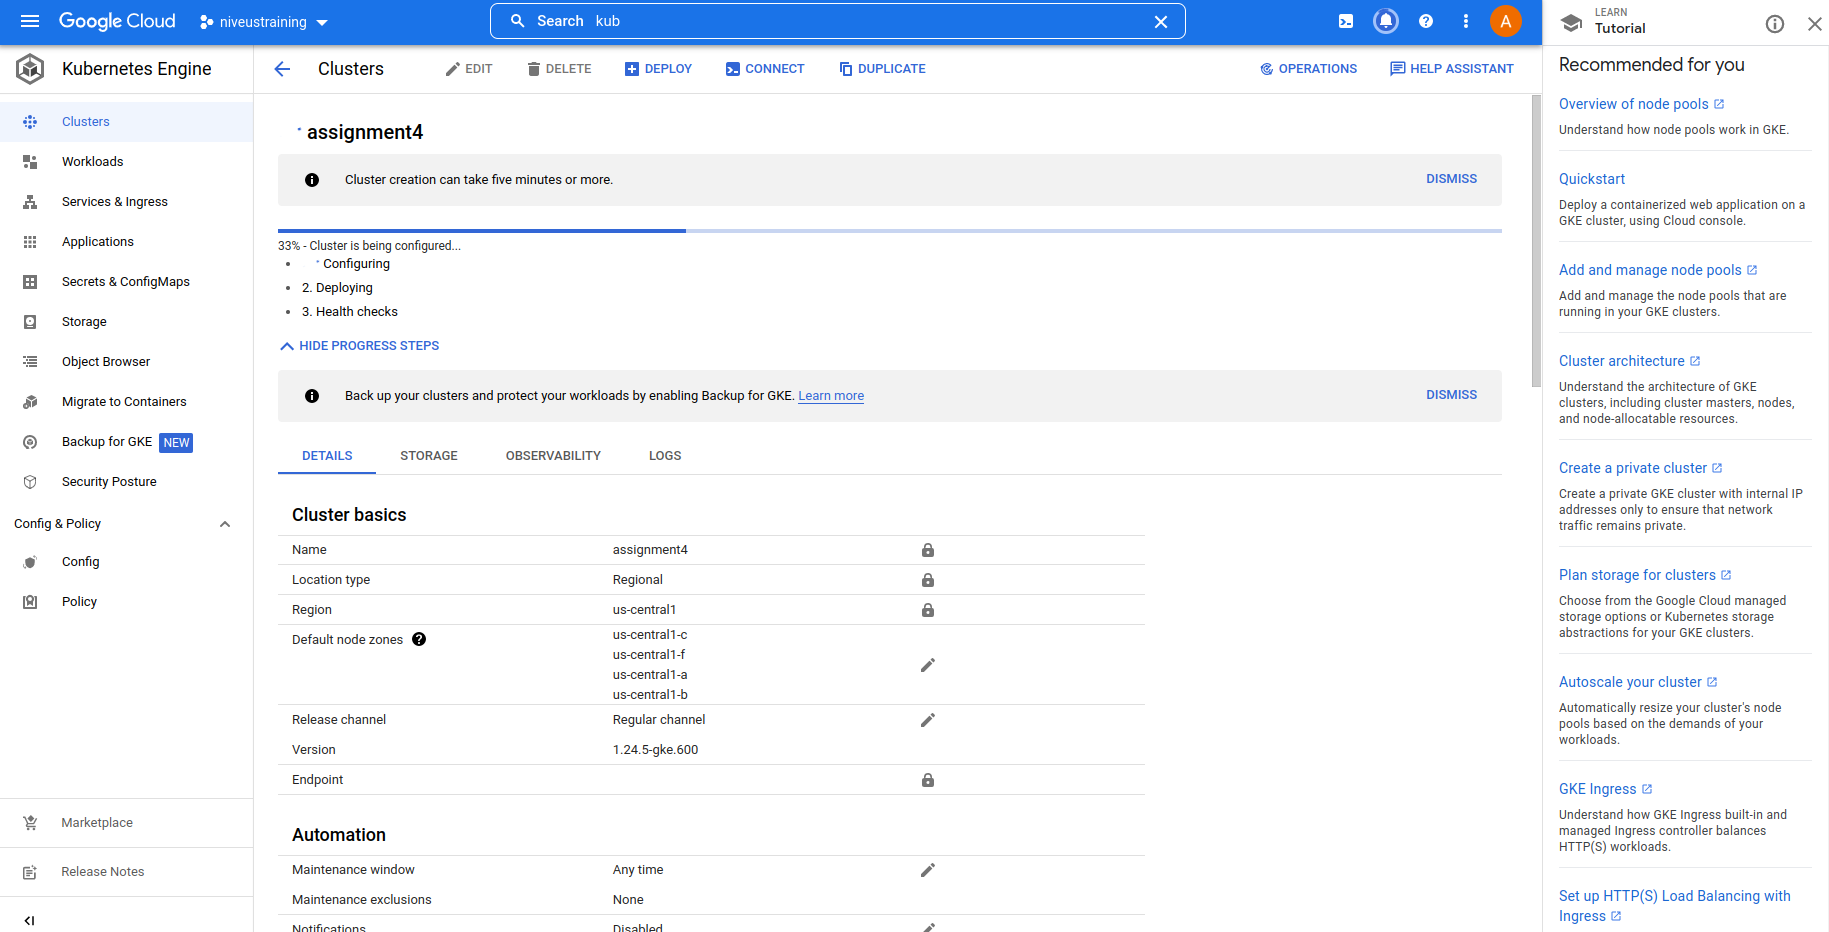 Google Cloud
niveustraining
Search kub
A
LEARN
Tutorial
Kubernetes Engine
Clusters
EDIT
DELETE
DEPLOY
CONNECT
DUPLICATE
OPERATIONS
HELP ASSISTANT
Clusters
Workloads
Services & Ingress
Applications
Secrets & ConfigMaps
Storage
Object Browser
Migrate to Containers
Backup for GKE NEW
Security Posture
Config & Policy
Config
Policy
Marketplace
Release Notes
assignment4
Cluster creation can take five minutes or more.
DISMISS
33% - Cluster is being configured...
Configuring
2. Deploying
3. Health checks
HIDE PROGRESS STEPS
Back up your clusters and protect your workloads by enabling Backup for GKE. Learn more
DISMISS
DETAILS
STORAGE
OBSERVABILITY
LOGS
Cluster basics
Name assignment4
Location type Regional
Region us-central1
Default node zones us-central1-c
us-central1-f
us-central1-a
us-central1-b
Release channel Regular channel
Version 1.24.5-gke.600
Endpoint
Automation
Maintenance window Any time
Maintenance exclusions None
Notifications Disabled
Recommended for you
Overview of node pools
Understand how node pools work in GKE.
Quickstart
Deploy a containerized web application on a
GKE cluster, using Cloud console.
Add and manage node pools
Add and manage the node pools that are
running in your GKE clusters.
Cluster architecture
Understand the architecture of GKE
clusters, including cluster masters, nodes,
and node-allocatable resources.
Create a private cluster
Create a private GKE cluster with internal IP
addresses only to ensure that network
traffic remains private.
Plan storage for clusters
Choose from the Google Cloud managed
storage options or Kubernetes storage
abstractions for your GKE clusters.
Autoscale your cluster
Automatically resize your cluster's node
pools based on the demands of your
workloads.
GKE Ingress
Understand how GKE Ingress built-in and
managed Ingress controller balances
HTTP(S) workloads.
Set up HTTP(S) Load Balancing with
Ingress